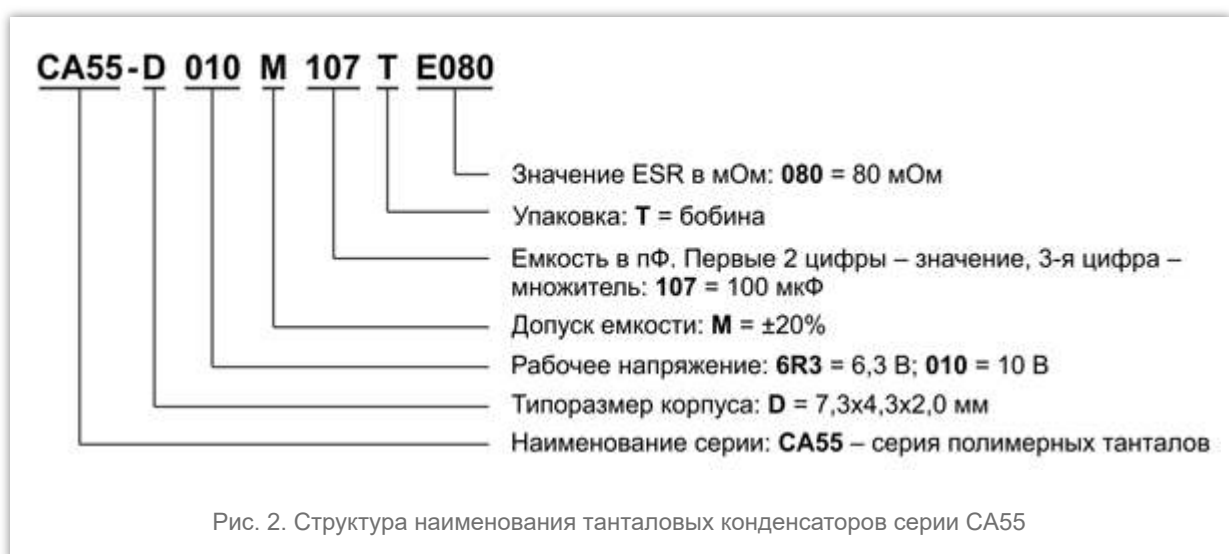 CA55-D 010 M 107 T E080
Значение ESR в мОм: 080 = 80 мОм
Упаковка: T = бобина
Емкость в пФ. Первые 2 цифры – значение, 3-я цифра –
множитель: 107 = 100 мкФ
Допуск емкости: M = ±20%
Рабочее напряжение: 6R3 = 6,3 В; 010 = 10 В
Типоразмер корпуса: D = 7,3x4,3x2,0 мм
Наименование серии: CA55 – серия полимерных танталов
Рис. 2. Структура наименования танталовых конденсаторов серии CA55